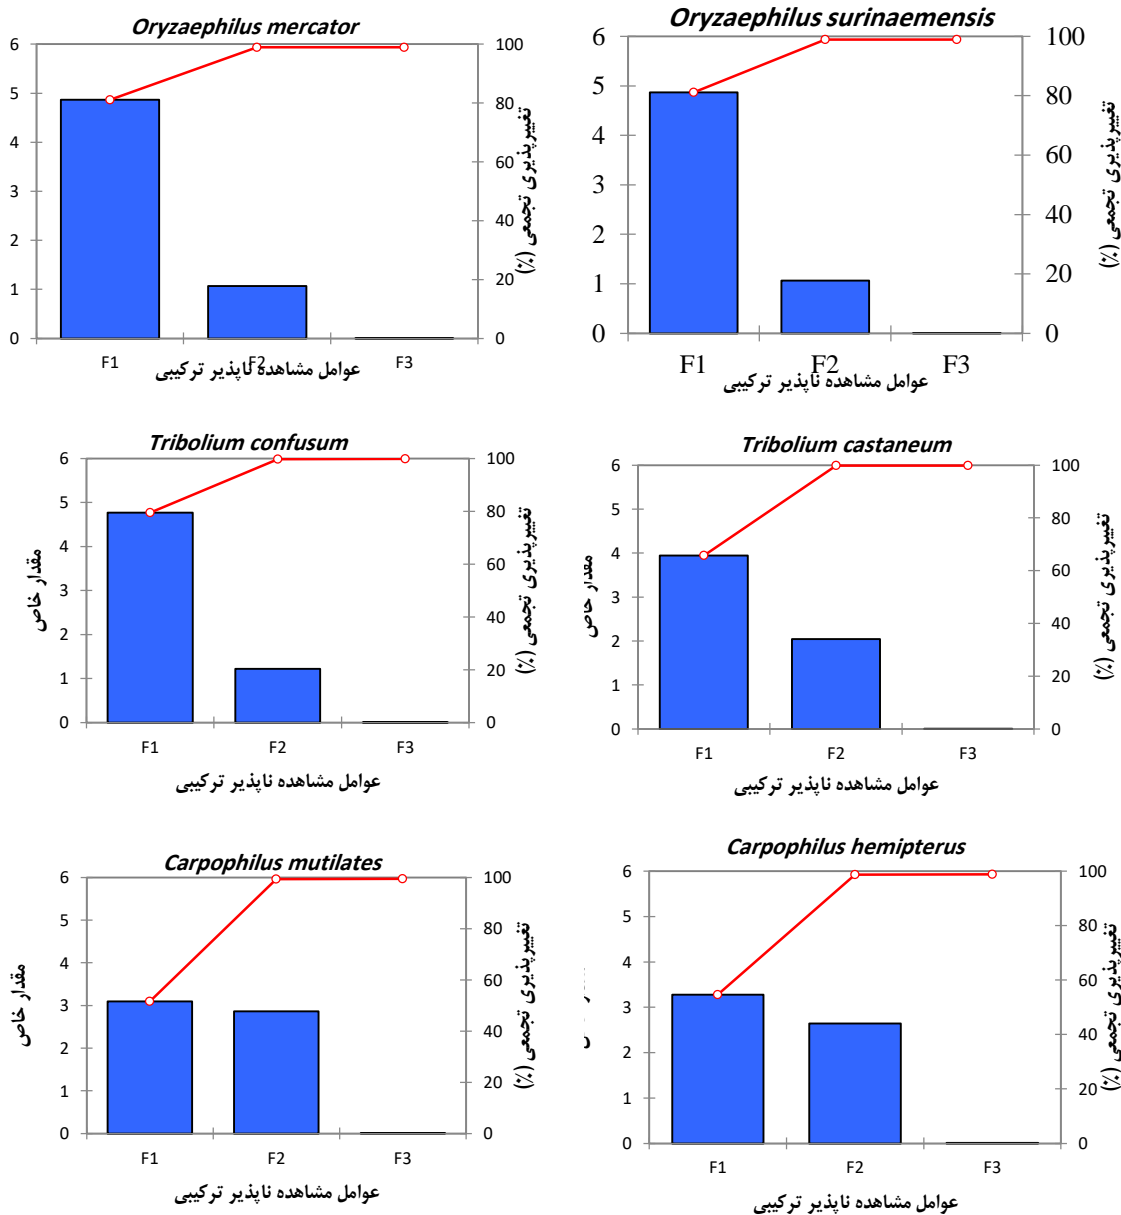 Oryzaephilus mercator
6
5
4
3
2
1
0
100
80
60
40
20
0
تغییرپذیری تجمعی (%)
F1
F2
F3
عوامل مشاهده ناپذیر ترکیبی
Oryzaephilus surinaemensis
6
5
4
3
2
1
0
100
80
60
40
20
0
تغییرپذیری تجمعی (%)
F1
F2
F3
عوامل مشاهده ناپذیر ترکیبی
Tribolium confusum
مقدار خاص
6
5
4
3
2
1
0
100
80
60
40
20
0
تغییرپذیری تجمعی (%)
F1
F2
F3
عوامل مشاهده ناپذیر ترکیبی
Tribolium castaneum
مقدار خاص
6
5
4
3
2
1
0
100
80
60
40
20
0
تغییرپذیری تجمعی (%)
F1
F2
F3
عوامل مشاهده ناپذیر ترکیبی
Carpophilus mutilates
مقدار خاص
6
5
4
3
2
1
0
100
80
60
40
20
0
تغییرپذیری تجمعی (%)
F1
F2
F3
عوامل مشاهده ناپذیر ترکیبی
Carpophilus hemipterus
6
5
4
3
2
1
0
100
80
60
40
20
0
تغییرپذیری تجمعی (%)
F1
F2
F3
عوامل مشاهده ناپذیر ترکیبی